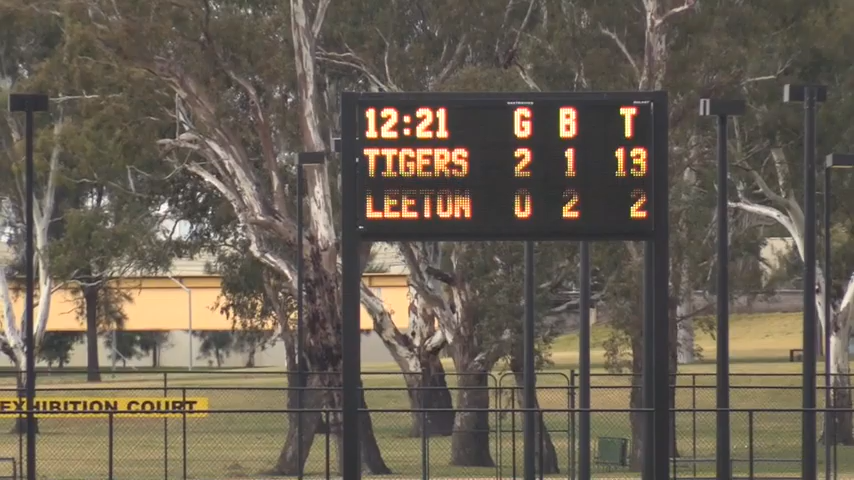 12:21 G B T
TIGERS 2 1 13
LEETON 0 2 2
EXHIBITION COURT